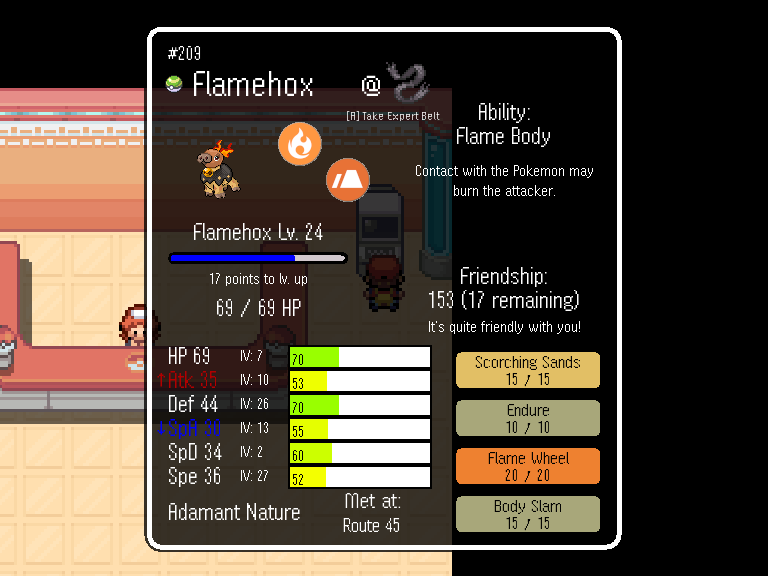 #209
Flamehox @
[A] Take Expert Belt
Ability:
Flame Body
Contact with the Pokemon may
burn the attacker.
Flamehox Lv. 24
17 points to lv. up
69 / 69 HP
Friendship:
153 (17 remaining)
It's quite friendly with you!
HP 69 IV: 7 70
↑Atk 35 IV: 10 53
Def 44 IV: 26 70
↓SpA 30 IV: 13 55
SpD 34 IV: 2 60
Spe 36 IV: 27 52
Adamant Nature
Met at:
Route 45
Scorching Sands
15 / 15
Endure
10 / 10
Flame Wheel
20 / 20
Body Slam
15 / 15